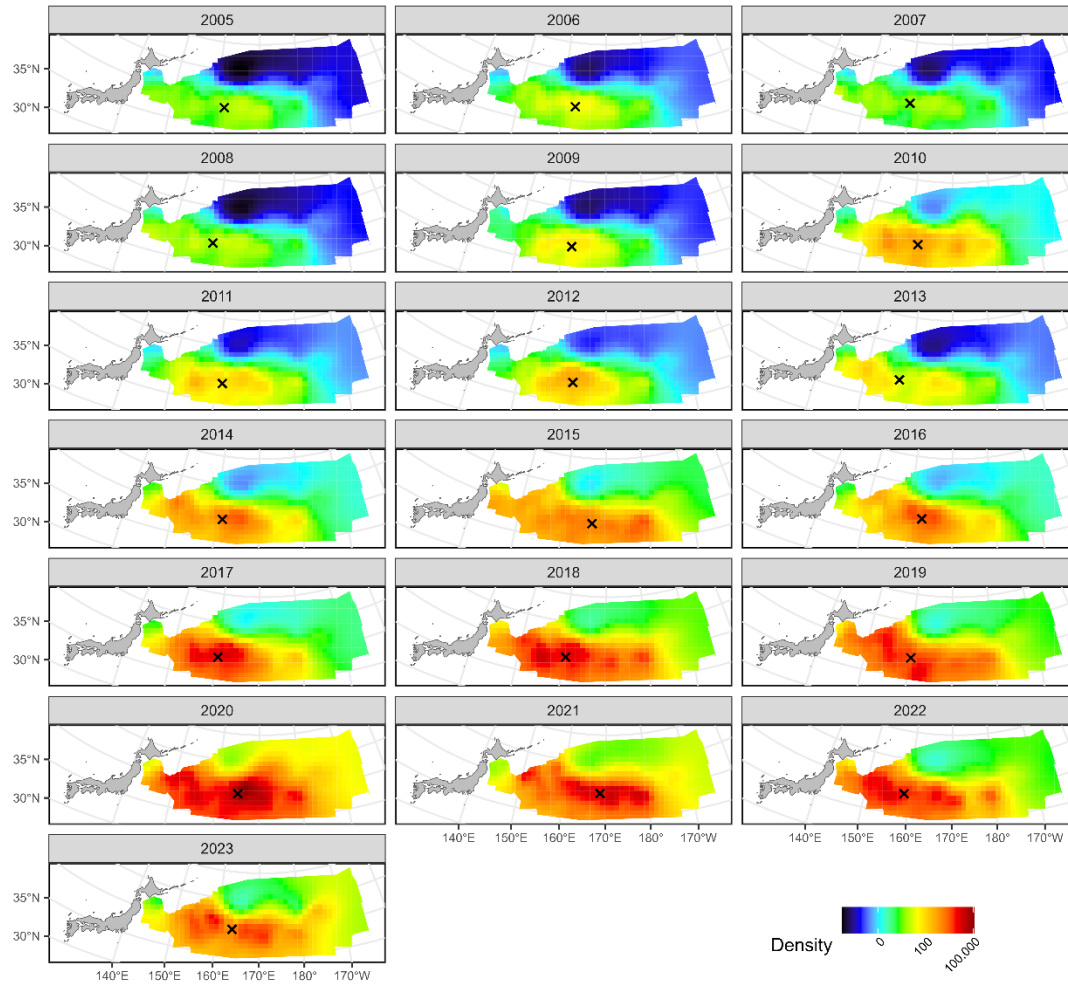 2005 2006 2007
35°N
30°N
2008 2009 2010
35°N
30°N
2011 2012 2013
35°N
30°N
2014 2015 2016
35°N
30°N
2017 2018 2019
35°N
30°N
2020 2021 2022
35°N
30°N
140°E 150°E 160°E 170°E 180° 170°W 150°E 160°E 170°E 180° 170°W
2023
35°N
30°N
Density 0 100 100,000
140°E 150°E 160°E 170°E 180° 170°W